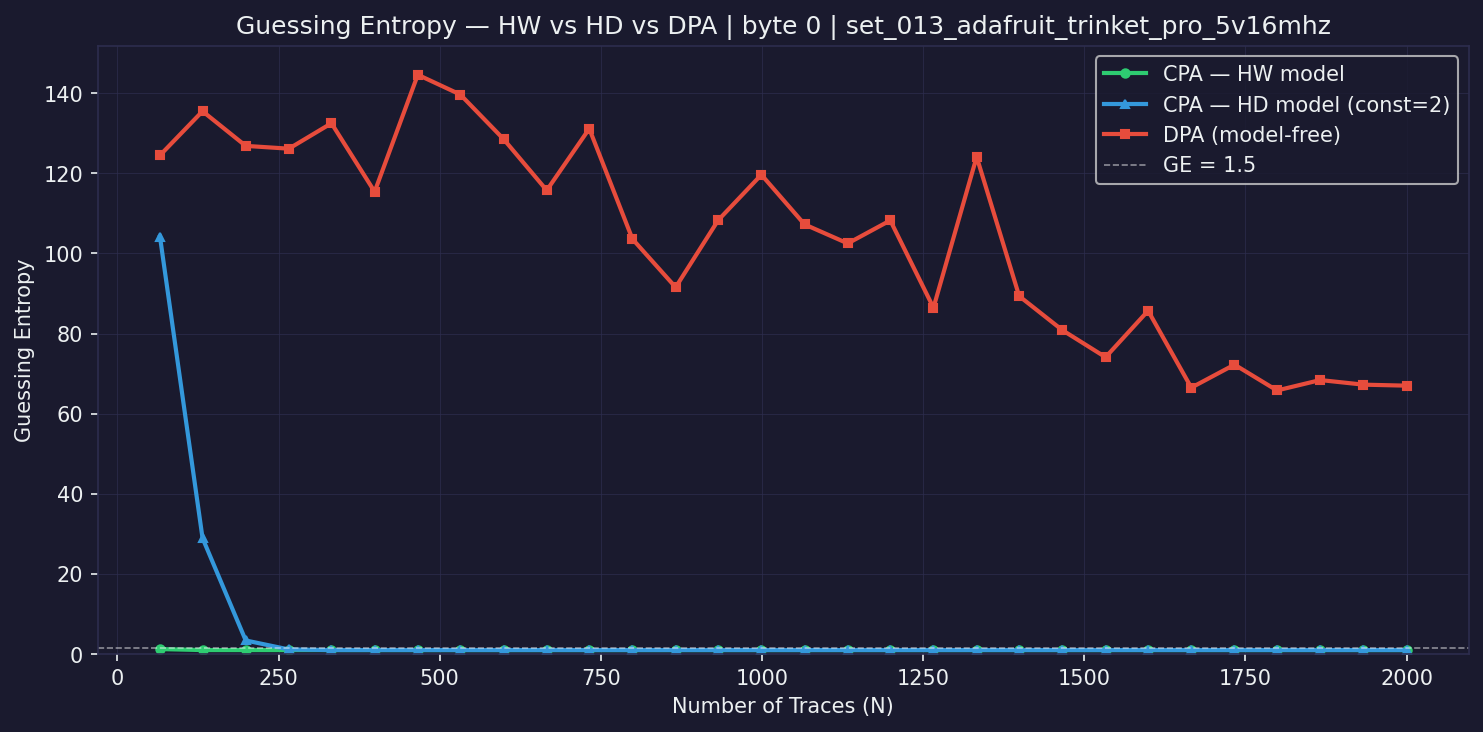 Guessing Entropy — HW vs HD vs DPA | byte 0 | set_013_adafruit_trinket_pro_5v16mhz
CPA — HW model
CPA — HD model (const=2)
DPA (model-free)
GE = 1.5
Guessing Entropy
140
120
100
80
60
40
20
0
0 250 500 750 1000 1250 1500 1750 2000
Number of Traces (N)